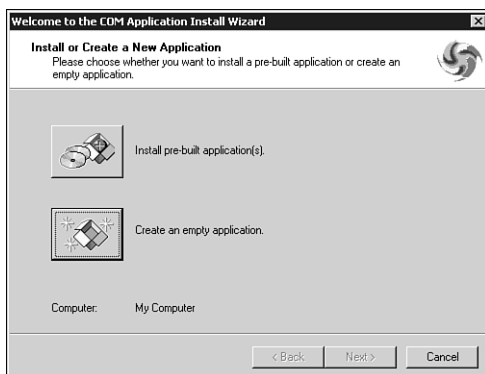 Welcome to the COM Application Install Wizard
Install or Create a New Application
Please choose whether you want to install a pre-built application or create an
empty application.
Install pre-built application(s).
Create an empty application.
Computer: My Computer
< Back Next > Cancel